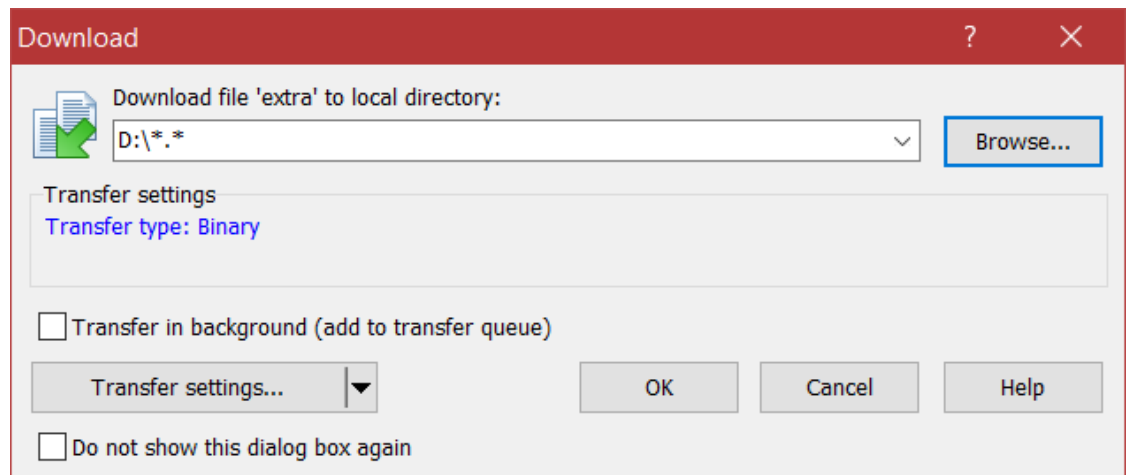 Download ?
Download file 'extra' to local directory:
D:\*.*
Browse...
Transfer settings
Transfer type: Binary
Transfer in background (add to transfer queue)
Transfer settings... OK Cancel Help
Do not show this dialog box again